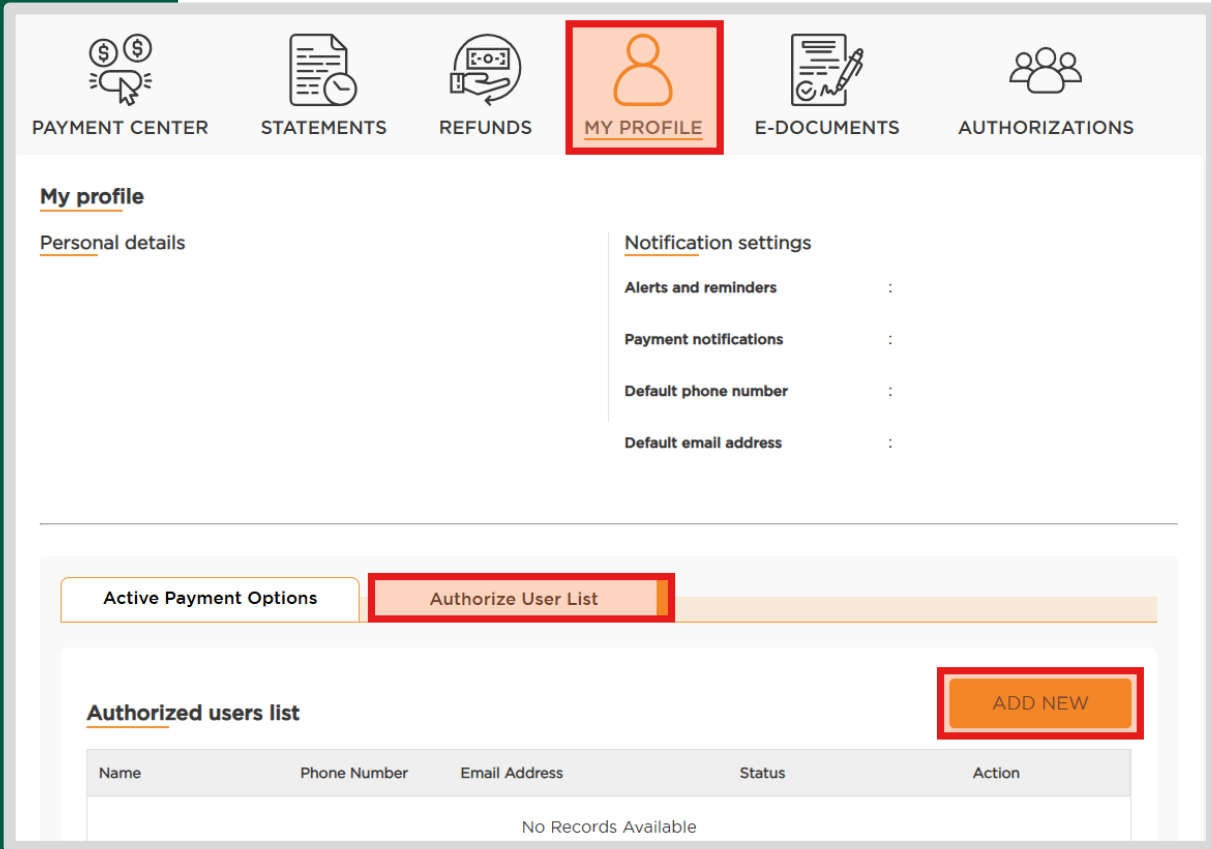 PAYMENT CENTER STATEMENTS REFUNDS MY PROFILE E-DOCUMENTS AUTHORIZATIONS
My profile
Personal details
Notification settings
Alerts and reminders :
Payment notifications :
Default phone number :
Default email address :
Active Payment Options Authorize User List
Authorized users list
ADD NEW
Name Phone Number Email Address Status Action
No Records Available